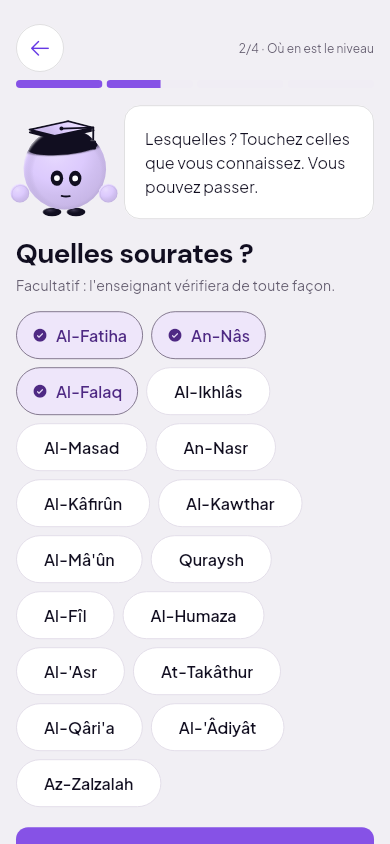 2/4 · Où en est le niveau
Lesquelles ? Touchez celles
que vous connaissez. Vous
pouvez passer.
Quelles sourates ?
Facultatif : l'enseignant vérifiera de toute façon.
Al-Fatiha
An-Nâs
Al-Falaq
Al-Ikhlâs
Al-Masad
An-Nasr
Al-Kâfirûn
Al-Kawthar
Al-Mâ'ûn
Quraysh
Al-Fîl
Al-Humaza
Al-'Asr
At-Takâthur
Al-Qâri'a
Al-'Âdiyât
Az-Zalzalah